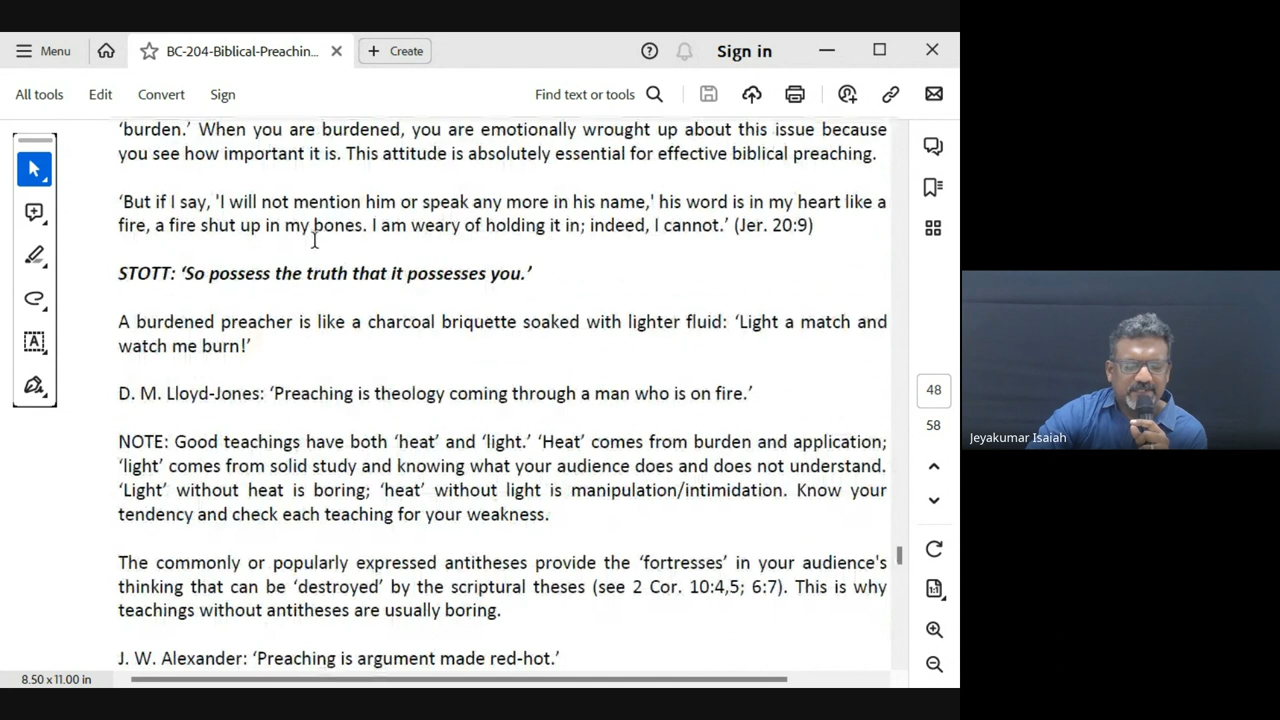 Menu
BC-204-Biblical-Preachin...
Create
Sign in
All tools
Edit
Convert
Sign
Find text or tools
‘burden.’ When you are burdened, you are emotionally wrought up about this issue because
you see how important it is. This attitude is absolutely essential for effective biblical preaching.
‘But if I say, 'I will not mention him or speak any more in his name,' his word is in my heart like a
fire, a fire shut up in my bones. I am weary of holding it in; indeed, I cannot.’ (Jer. 20:9)
STOTT: ‘So possess the truth that it possesses you.’
A burdened preacher is like a charcoal briquette soaked with lighter fluid: ‘Light a match and
watch me burn!’
D. M. Lloyd-Jones: ‘Preaching is theology coming through a man who is on fire.’
NOTE: Good teachings have both ‘heat’ and ‘light.’ ‘Heat’ comes from burden and application;
‘light’ comes from solid study and knowing what your audience does and does not understand.
‘Light’ without heat is boring; ‘heat’ without light is manipulation/intimidation. Know your
tendency and check each teaching for your weakness.
The commonly or popularly expressed antitheses provide the ‘fortresses’ in your audience's
thinking that can be ‘destroyed’ by the scriptural theses (see 2 Cor. 10:4,5; 6:7). This is why
teachings without antitheses are usually boring.
J. W. Alexander: ‘Preaching is argument made red-hot.’
48
58
1:1
8.50 x 11.00 in
Jeyakumar Isaiah